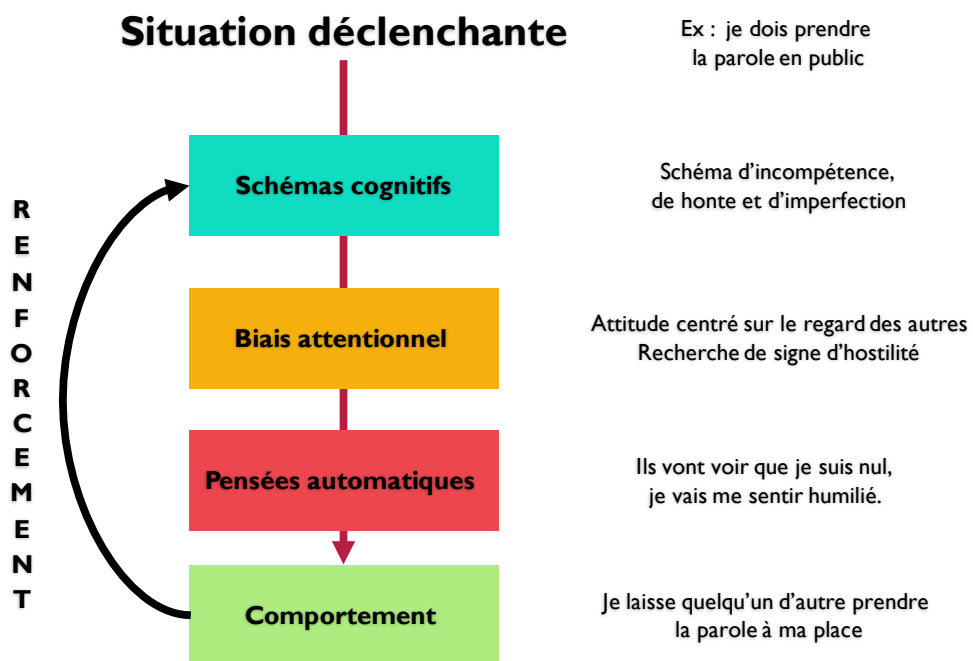 Situation déclenchante
Ex : je dois prendre
la parole en public
Schémas cognitifs
Schéma d'incompétence,
de honte et d'imperfection
Biais attentionnel
Attitude centré sur le regard des autres
Recherche de signe d'hostilité
Pensées automatiques
Ils vont voir que je suis nul,
je vais me sentir humilié.
Comportement
Je laisse quelqu'un d'autre prendre
la parole à ma place
RENFORCEMENT